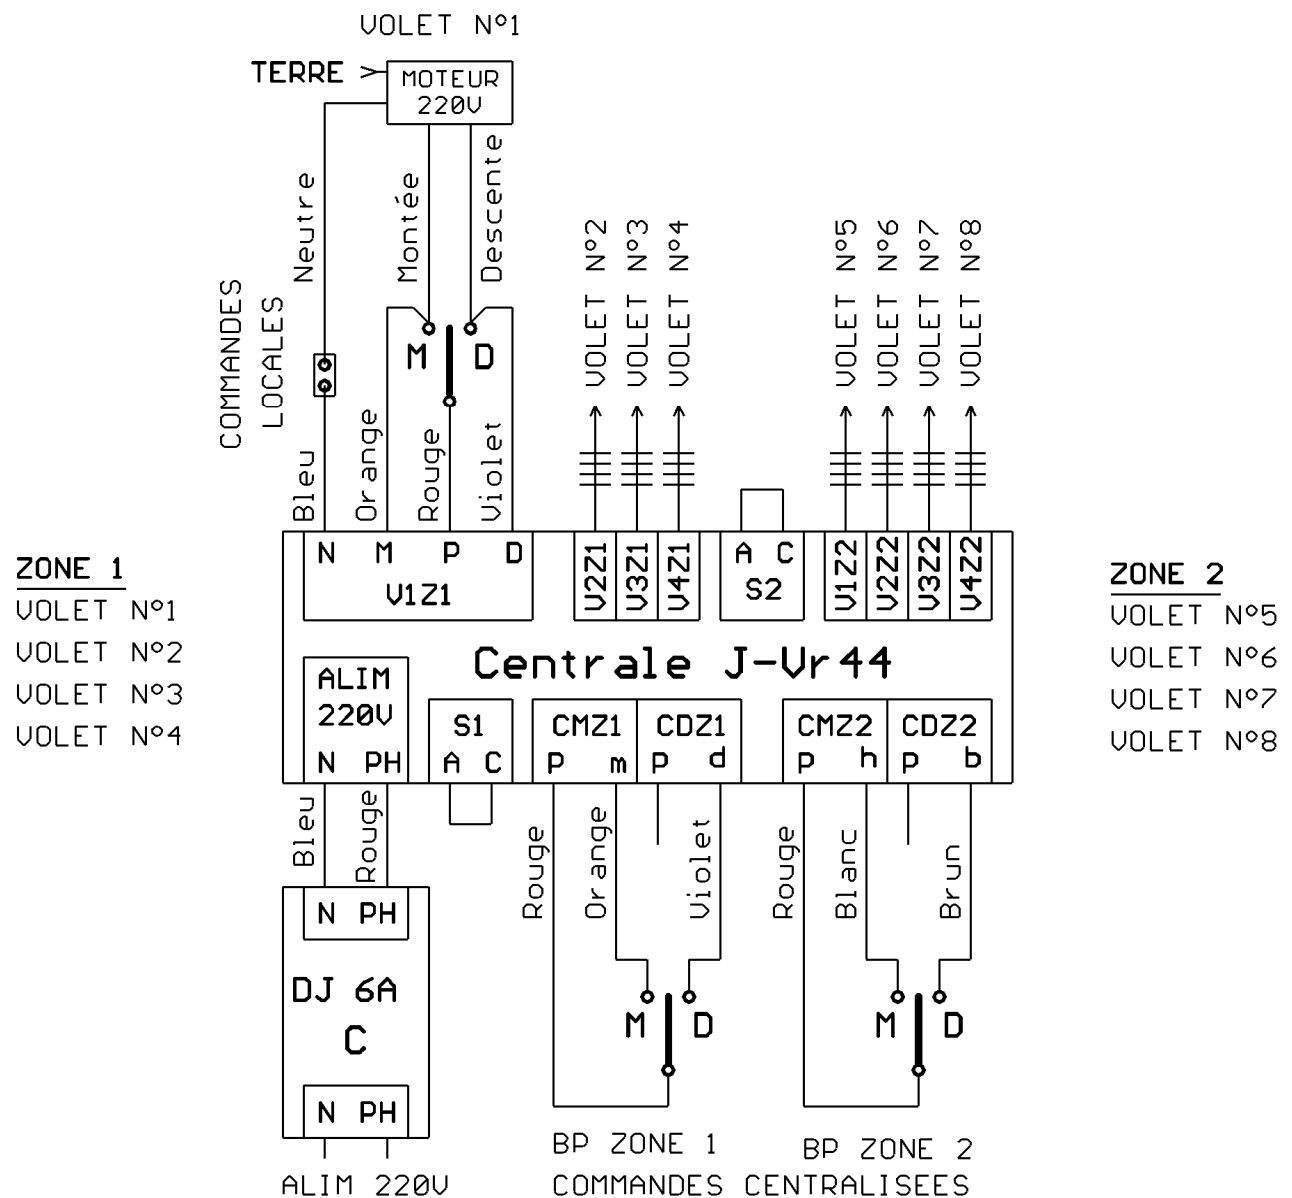 VOLET N°1
TERRE
MOTEUR
220V
Neutre
Montée
Descente
COMMANDES
LOCALES
M
D
VOLET N°2
VOLET N°3
VOLET N°4
VOLET N°5
VOLET N°6
VOLET N°7
VOLET N°8
Bleu
Orange
Rouge
Violet
N M P D
V1Z1
V2Z1
V3Z1
V4Z1
A C
S2
V1Z2
V2Z2
V3Z2
V4Z2
ZONE 1
VOLET N°1
VOLET N°2
VOLET N°3
VOLET N°4
ZONE 2
VOLET N°5
VOLET N°6
VOLET N°7
VOLET N°8
Centrale J-Vr44
ALIM
220V
N PH
S1
A C
CMZ1
P m
CDZ1
P d
CMZ2
P h
CDZ2
P b
Bleu
Rouge
Rouge
Orange
Violet
Rouge
Blanc
Brun
N PH
DJ 6A
C
N PH
ALIM 220V
M D
M D
BP ZONE 1
BP ZONE 2
COMMANDES CENTRALISEES